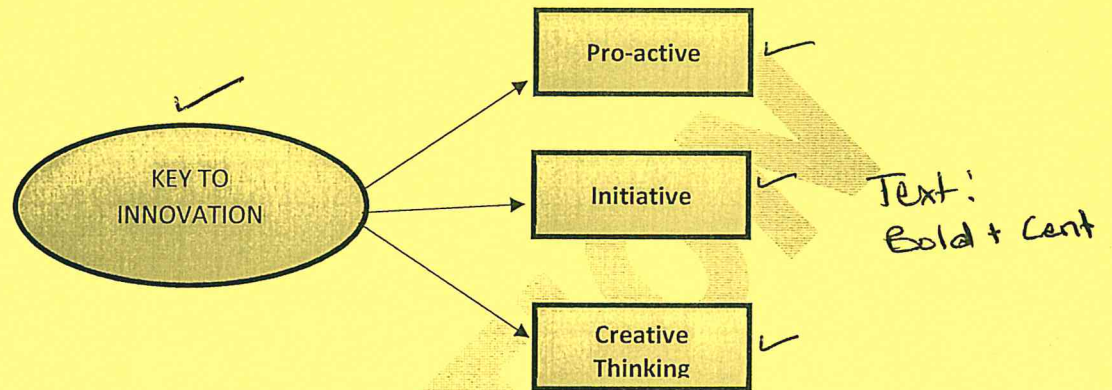 Pro-active
KEY TO
INNOVATION
Initiative
Text:
Bold + Cent
Creative
Thinking